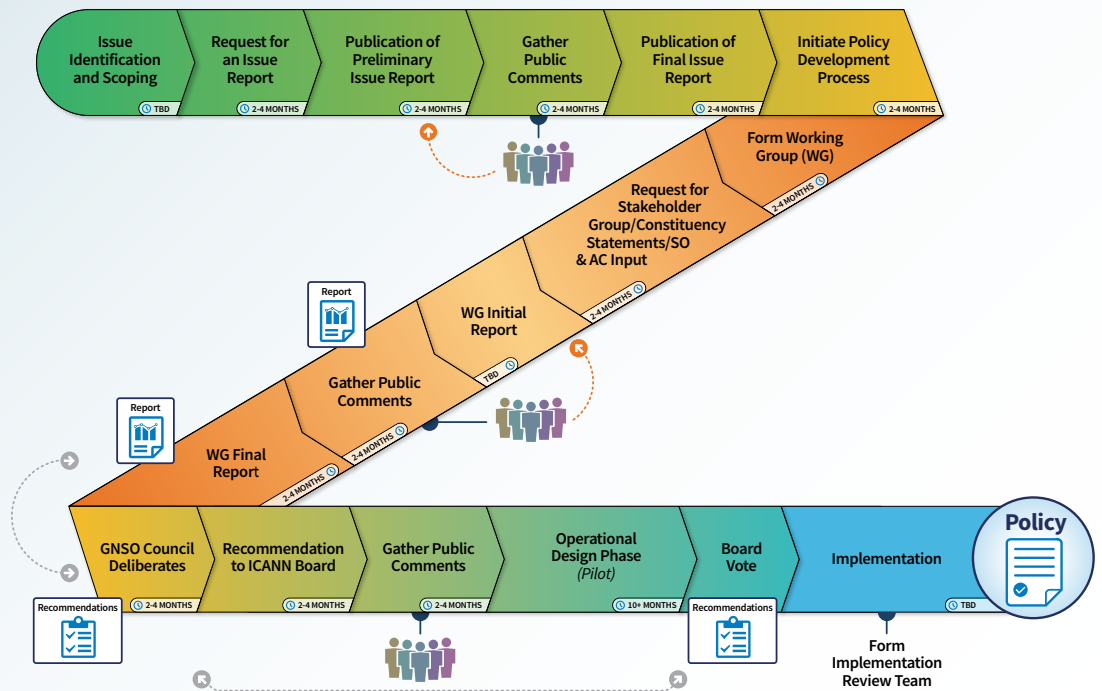 Issue
Identification
and Scoping
TBD
Request for
an Issue
Report
2-4 MONTHS
Publication of
Preliminary
Issue Report
2-4 MONTHS
Gather
Public
Comments
2-4 MONTHS
Publication of
Final Issue
Report
2-4 MONTHS
Initiate Policy
Development
Process
2-4 MONTHS
Form Working
Group (WG)
2-4 MONTHS
Request for
Stakeholder
Group/Constituency
Statements/SO
& AC Input
2-4 MONTHS
WG Initial
Report
TBD
Report
Gather Public
Comments
2-4 MONTHS
Report
WG Final
Report
2-4 MONTHS
GNSO Council
Deliberates
2-4 MONTHS
Recommendations
Recommendation
to ICANN Board
2-4 MONTHS
Gather Public
Comments
2-4 MONTHS
Operational
Design Phase
(Pilot)
10+ MONTHS
Board
Vote
Recommendations
Implementation
TBD
Policy
Form
Implementation
Review Team